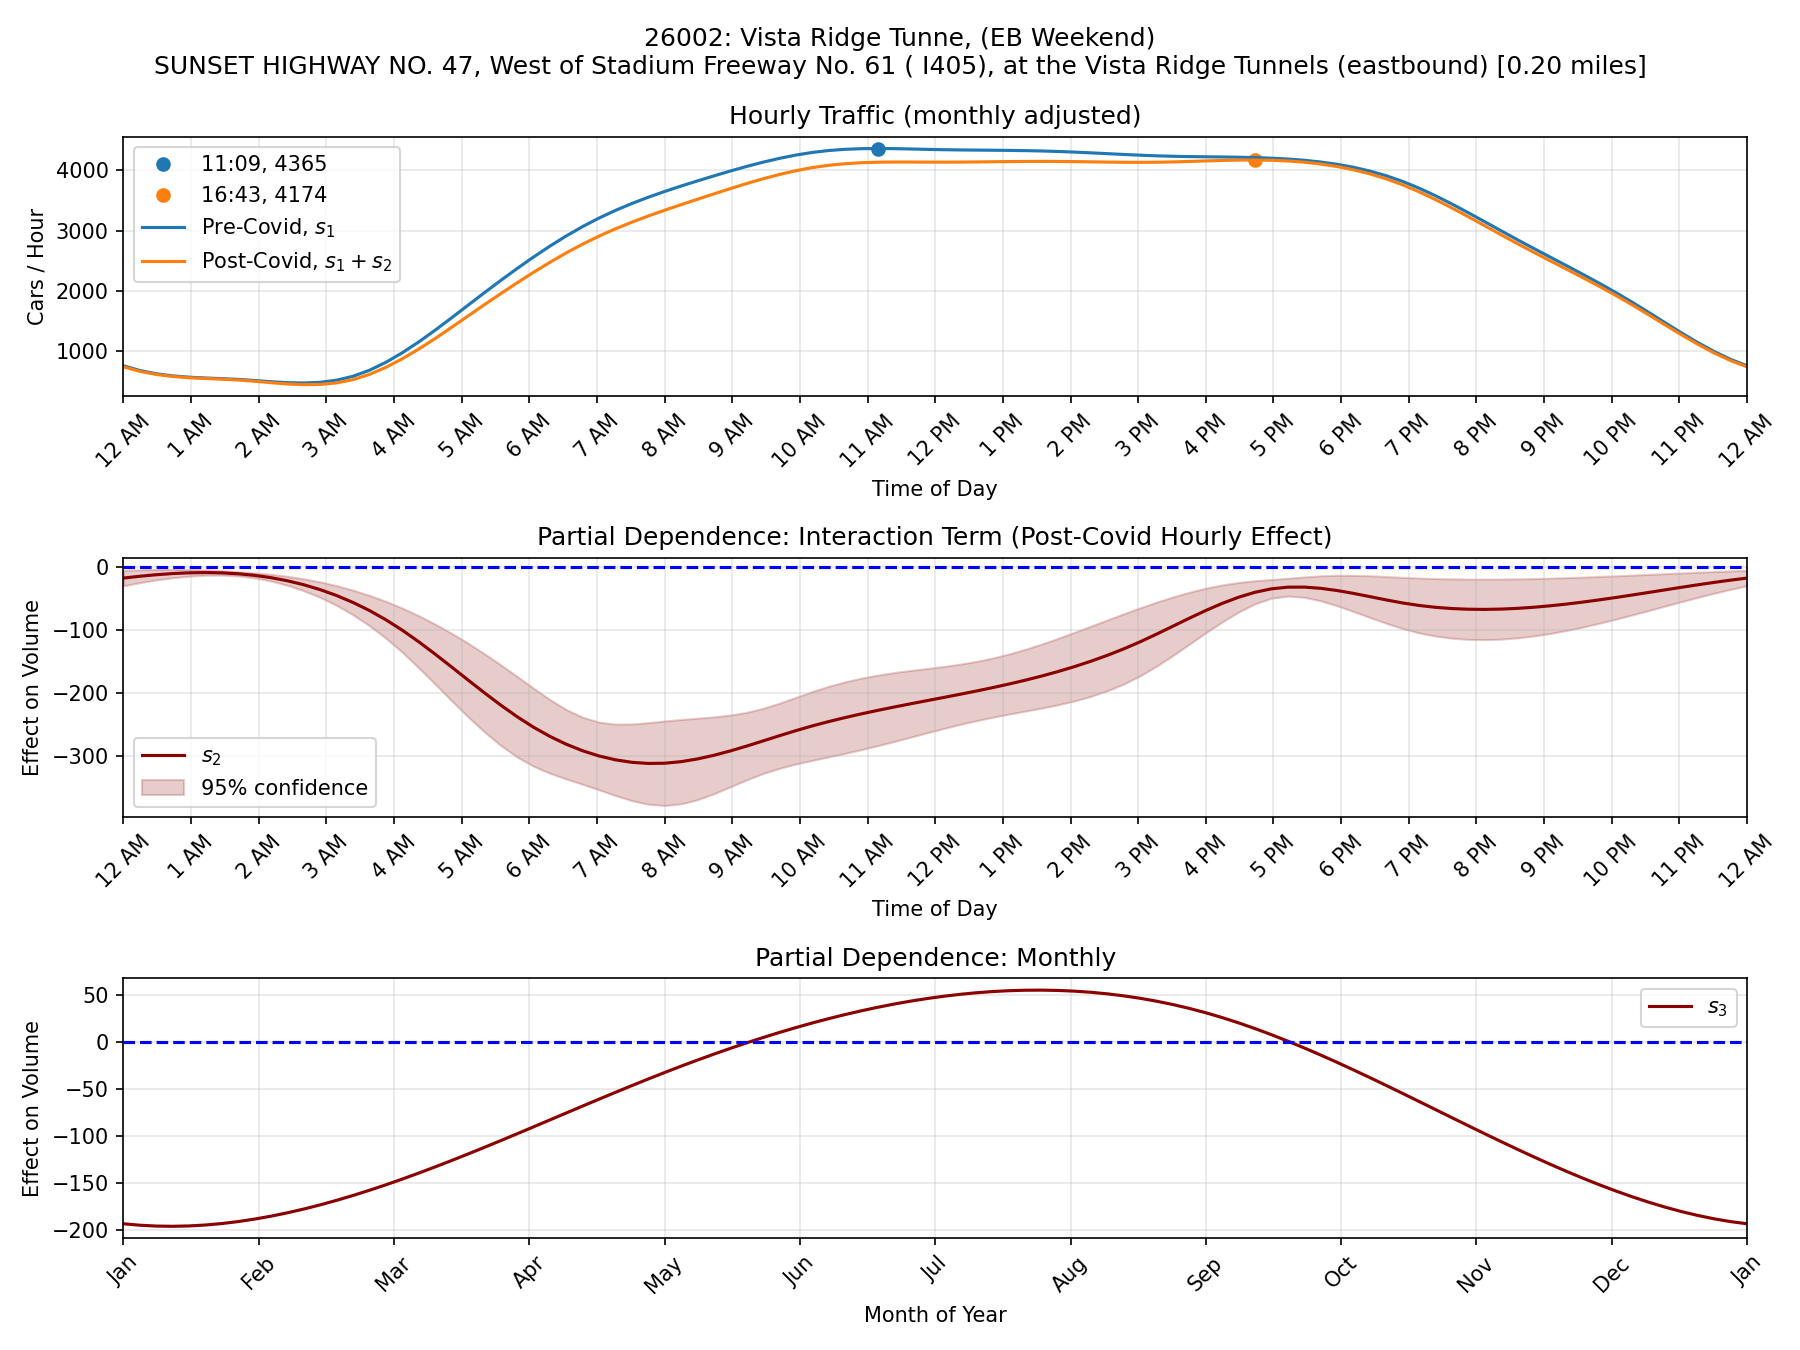 26002: Vista Ridge Tunne, (EB Weekend)
SUNSET HIGHWAY NO. 47, West of Stadium Freeway No. 61 ( I405), at the Vista Ridge Tunnels (eastbound) [0.20 miles]
Hourly Traffic (monthly adjusted)
Cars / Hour
4000
3000
2000
1000
11:09, 4365
16:43, 4174
Pre-Covid, s₁
Post-Covid, s₁ + s₂
12 AM 1 AM 2 AM 3 AM 4 AM 5 AM 6 AM 7 AM 8 AM 9 AM 10 AM 11 AM 12 PM 1 PM 2 PM 3 PM 4 PM 5 PM 6 PM 7 PM 8 PM 9 PM 10 PM 11 PM 12 AM
Time of Day
Partial Dependence: Interaction Term (Post-Covid Hourly Effect)
Effect on Volume
0
−100
−200
−300
s₂
95% confidence
12 AM 1 AM 2 AM 3 AM 4 AM 5 AM 6 AM 7 AM 8 AM 9 AM 10 AM 11 AM 12 PM 1 PM 2 PM 3 PM 4 PM 5 PM 6 PM 7 PM 8 PM 9 PM 10 PM 11 PM 12 AM
Time of Day
Partial Dependence: Monthly
Effect on Volume
50
0
−50
−100
−150
−200
s₃
Jan Feb Mar Apr May Jun Jul Aug Sep Oct Nov Dec Jan
Month of Year